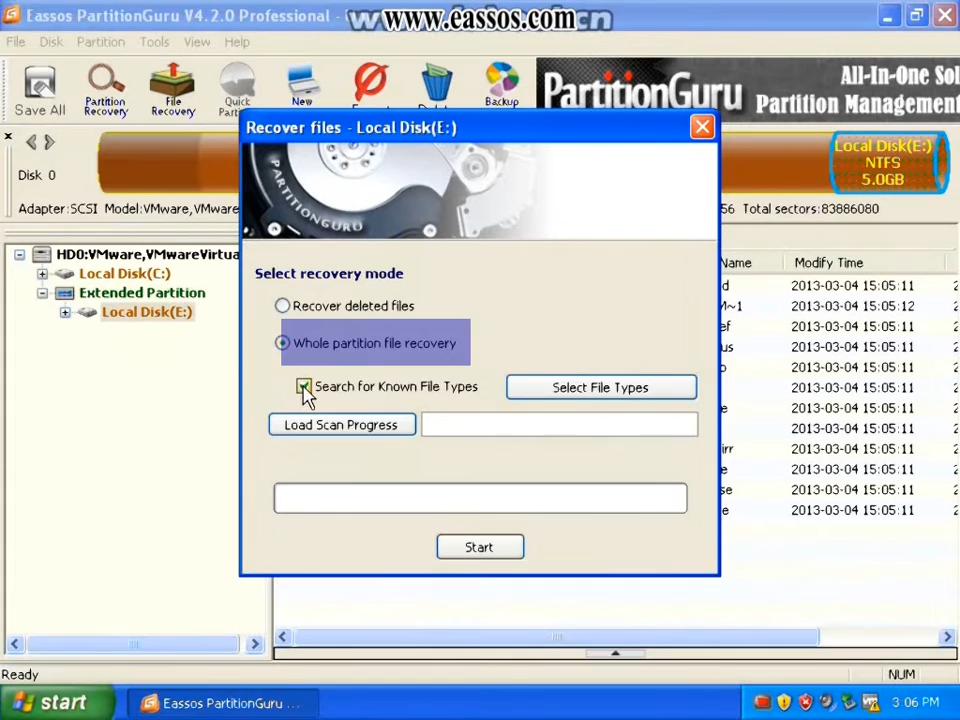 Eassos PartitionGuru V4.2.0 Professional -
www.eassos.com
File Disk Partition Tools View Help
Save All
Partition Recovery
File Recovery
Quick
New
Backup
PartitionGuru
All-In-One
Partition Management
Disk 0
Local Disk(E:)
NTFS
5.0GB
Adapter:SCSI Model:VMware,VMware
56 Total sectors:83886080
HD0:VMware,VMwareVirtua
Local Disk(C:)
Extended Partition
Local Disk(E:)
Recover files - Local Disk(E:)
PARTITIONGURU
Select recovery mode
Recover deleted files
Whole partition file recovery
Search for Known File Types
Select File Types
Load Scan Progress
Start
Name Modify Time
d 2013-03-04 15:05:11
M~1 2013-03-04 15:05:12
ef 2013-03-04 15:05:11
us 2013-03-04 15:05:11
o 2013-03-04 15:05:11
2013-03-04 15:05:11
e 2013-03-04 15:05:11
irr 2013-03-04 15:05:11
e 2013-03-04 15:05:11
se 2013-03-04 15:05:11
e 2013-03-04 15:05:11
Ready
NUM
start
Eassos PartitionGuru ...
3:06 PM